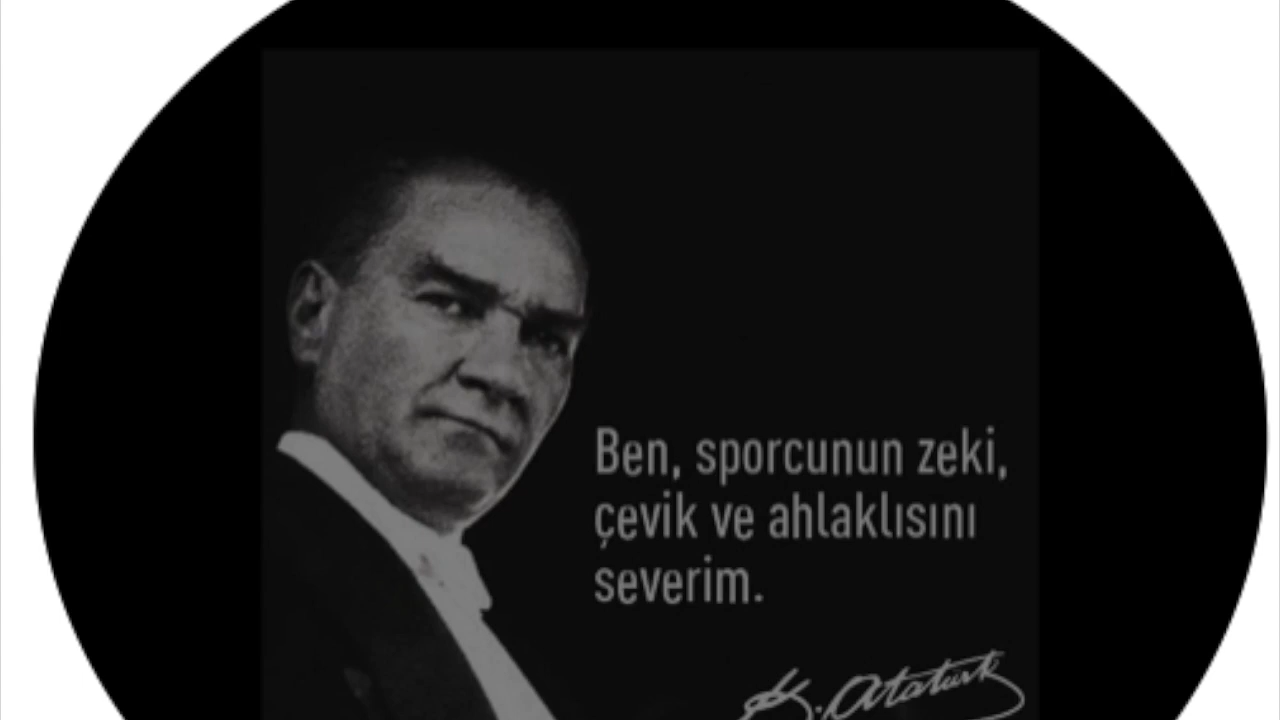 Ben, sporcunun zeki,
çevik ve ahlaklısını
severim.
K. Atatürk